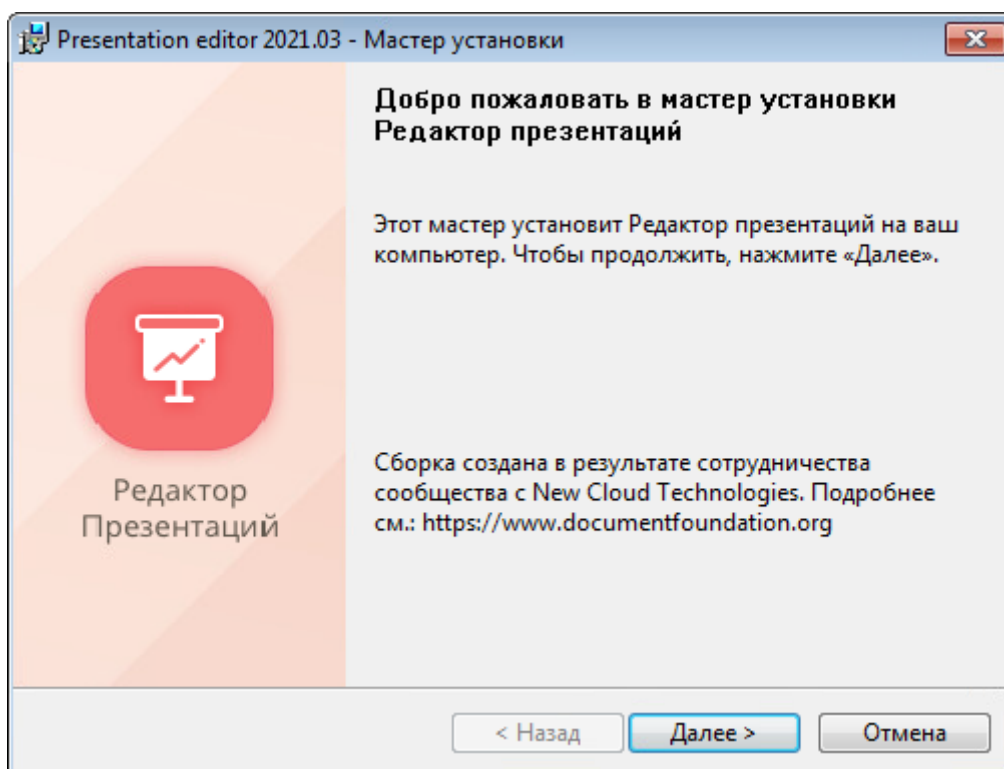 Presentation editor 2021.03 - Мастер установки
Добро пожаловать в мастер установки
Редактор презентаций
Этот мастер установит Редактор презентаций на ваш
компьютер. Чтобы продолжить, нажмите «Далее».
Редактор
Презентаций
Сборка создана в результате сотрудничества
сообщества с New Cloud Technologies. Подробнее
см.: https://www.documentfoundation.org
< Назад
Далее >
Отмена